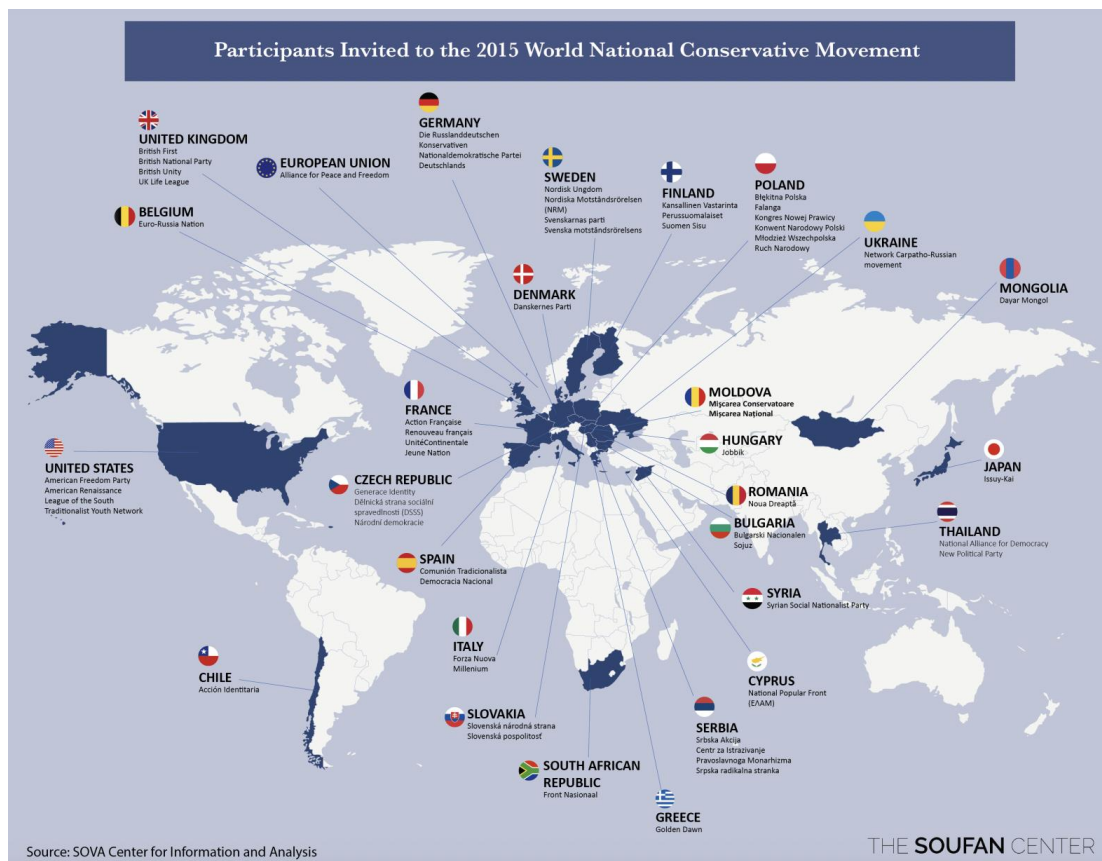 Participants Invited to the 2015 World National Conservative Movement
UNITED KINGDOM
British First
British National Party
British Unity
UK Life League
EUROPEAN UNION
Alliance for Peace and Freedom
BELGIUM
Euro-Russia Nation
GERMANY
Die Russlanddeutschen
Konservativen
Nationaldemokratische Partei
Deutschlands
SWEDEN
Nordisk Ungdom
Nordiska Motståndsrörelsen
(NRM)
Svenskarnas parti
Svenska motståndsrörelsens
FINLAND
Kansallinen Vastarinta
Perussuomalaiset
Suomen Sisu
POLAND
Błękitna Polska
Falanga
Kongres Nowej Prawicy
Konwent Narodowy Polski
Młodzież Wszechpolska
Ruch Narodowy
UKRAINE
Network Carpatho-Russian
movement
MONGOLIA
Dayar Mongol
DENMARK
Danskernes Parti
FRANCE
Action Française
Renouveau français
UnitéContinentale
Jeune Nation
MOLDOVA
Mișcarea Conservatoare
Mișcarea Național
HUNGARY
Jobbik
UNITED STATES
American Freedom Party
American Renaissance
League of the South
Traditionalist Youth Network
CZECH REPUBLIC
Generace Identity
Dělnická strana sociální
spravedlnosti (DSSS)
Národní demokracie
ROMANIA
Noua Dreaptă
BULGARIA
Bulgarski Nacionalen
Sojuz
JAPAN
Issuy-Kai
THAILAND
National Alliance for Democracy
New Political Party
SPAIN
Comunión Tradicionalista
Democracia Nacional
SYRIA
Syrian Social Nationalist Party
ITALY
Forza Nuova
Millenium
CHILE
Acción Identitaria
CYPRUS
National Popular Front
(ΕΛΑΜ)
SLOVAKIA
Slovenská národná strana
Slovenská pospolitosť
SERBIA
Srbska Akcija
Centr za Istrazivanje
Pravoslavnoga Monarhizma
Srpska radikalna stranka
SOUTH AFRICAN
REPUBLIC
Front Nasionaal
GREECE
Golden Dawn
Source: SOVA Center for Information and Analysis
THE SOUFAN CENTER